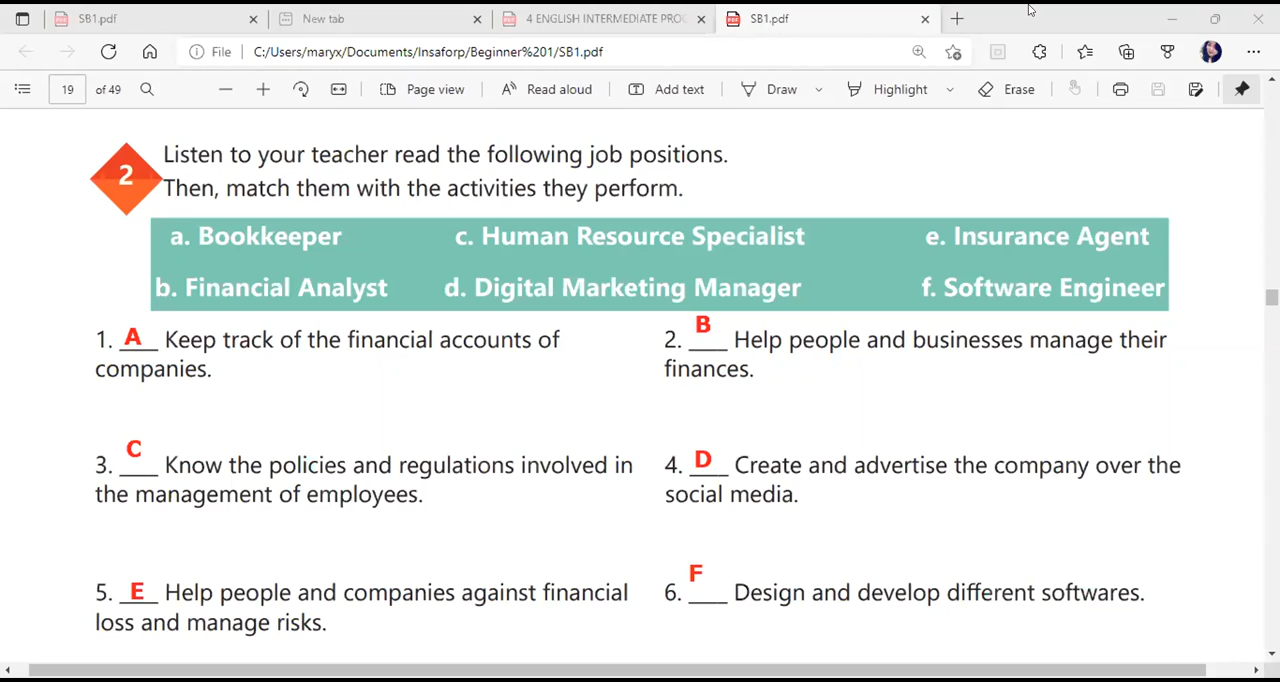 SB1.pdf
New tab
4 ENGLISH INTERMEDIATE PROC
SB1.pdf
File
C:/Users/maryx/Documents/Insaforp/Beginner%201/SB1.pdf
19 of 49
Page view
Read aloud
Add text
Draw
Highlight
Erase
2
Listen to your teacher read the following job positions.
Then, match them with the activities they perform.
a. Bookkeeper c. Human Resource Specialist e. Insurance Agent
b. Financial Analyst d. Digital Marketing Manager f. Software Engineer
1. A Keep track of the financial accounts of
companies.
2. B Help people and businesses manage their
finances.
3. C Know the policies and regulations involved in
the management of employees.
4. D Create and advertise the company over the
social media.
5. E Help people and companies against financial
loss and manage risks.
6. F Design and develop different softwares.